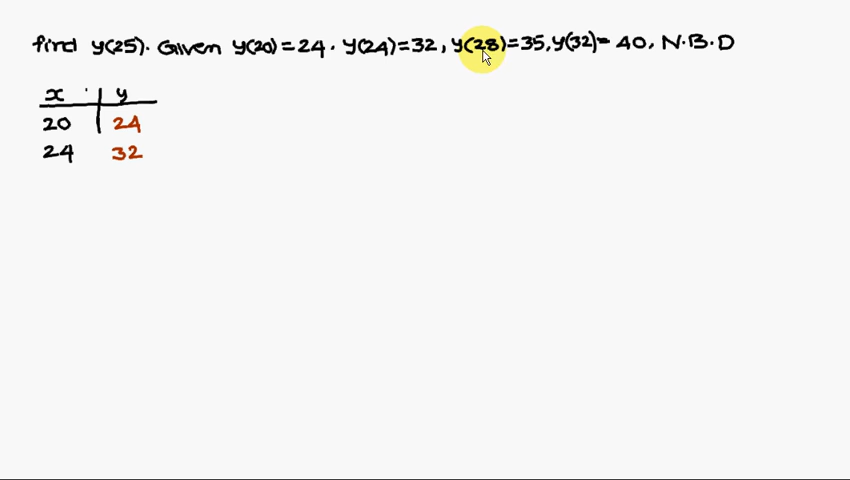 find y(25). Given y(20) = 24. y(24) = 32, y(28) = 35, y(32) = 40. N.B.D
x y
20 24
24 32